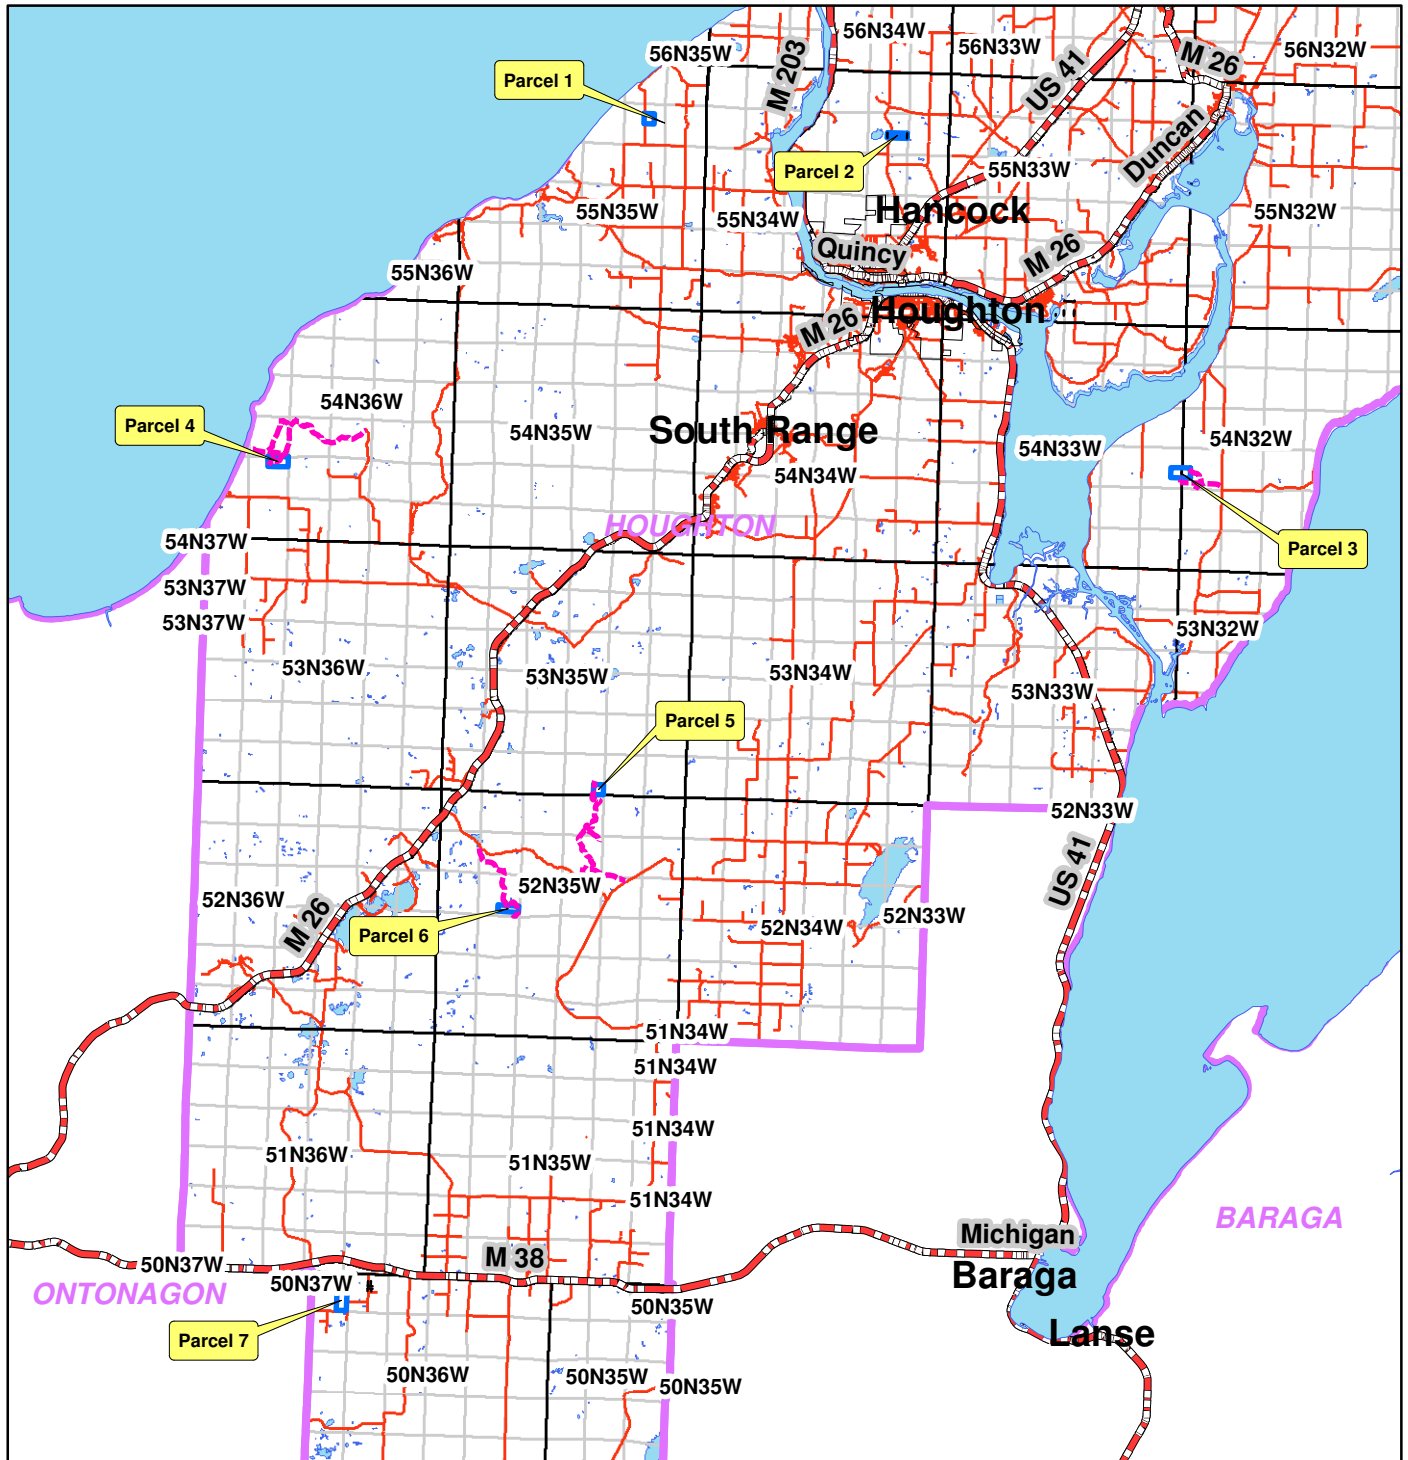 56N34W
56N33W
56N32W
56N35W
M 203
US 41
M 26
Parcel 1
Duncan
Parcel 2
55N33W
55N35W
55N34W
Hancock
55N32W
Quincy
M 26
55N36W
Houghton
M 26
54N36W
Parcel 4
54N35W
South Range
54N33W
54N32W
54N34W
HOUGHTON
54N37W
Parcel 3
53N37W
53N37W
53N32W
53N36W
53N35W
53N34W
53N33W
Parcel 5
52N33W
US 41
52N35W
52N36W
M 26
52N33W
52N34W
Parcel 6
51N34W
51N34W
51N34W
51N36W
51N35W
51N34W
BARAGA
Michigan
M 38
50N37W
Baraga
50N37W
ONTONAGON
50N35W
Parcel 7
Lanse
50N36W
50N35W
50N35W